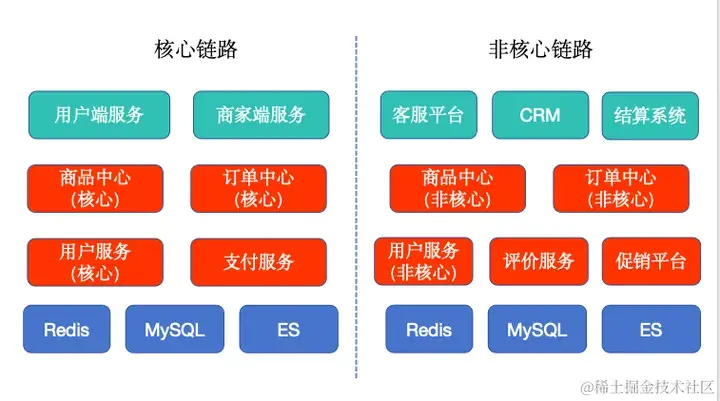 核心链路
非核心链路
用户端服务
商家端服务
客服平台
CRM
结算系统
商品中心
(核心)
订单中心
(核心)
商品中心
(非核心)
订单中心
(非核心)
用户服务
(核心)
支付服务
用户服务
(非核心)
评价服务
促销平台
Redis
MySQL
ES
Redis
MySQL
ES
@稀土掘金技术社区